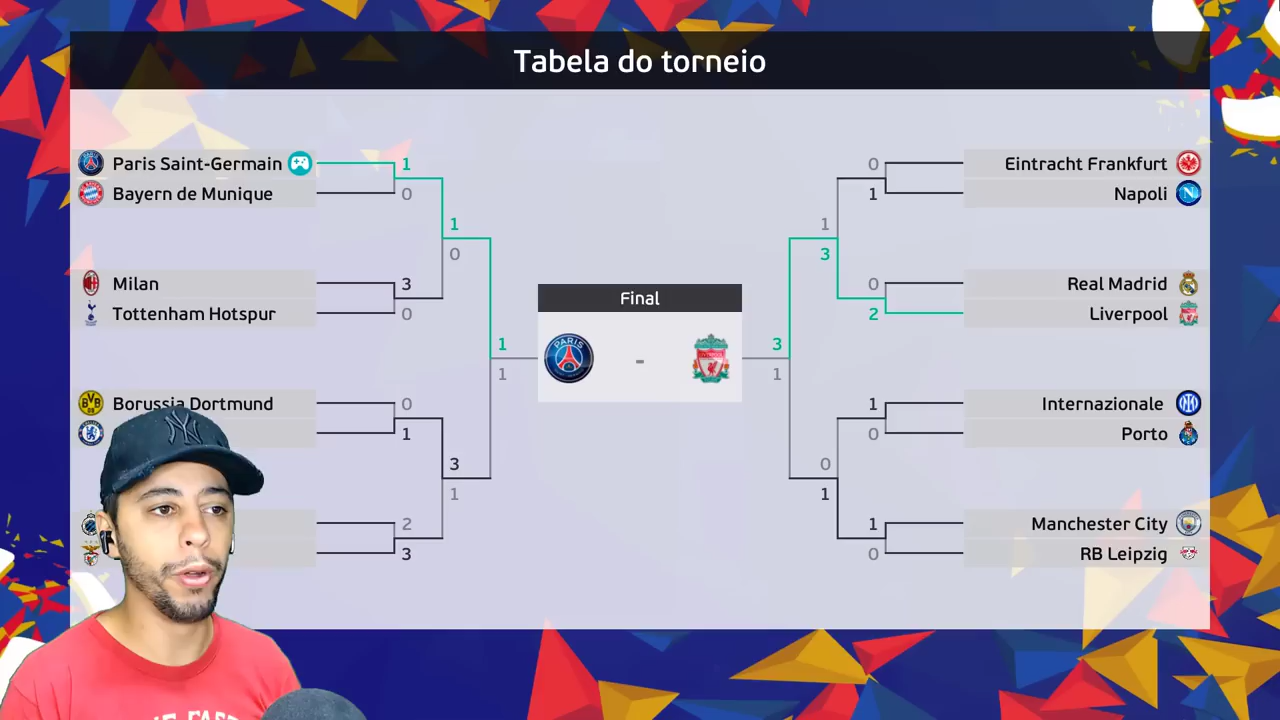 Tabela do torneio
Paris Saint-Germain 1
Bayern de Munique 0
1
0
Milan 3
Tottenham Hotspur 0
1
1
Borussia Dortmund 0
1
3
1
2
3
Final
-
0 Eintracht Frankfurt
1 Napoli
1
3
0 Real Madrid
2 Liverpool
3
1
1 Internazionale
0 Porto
0
1
1 Manchester City
0 RB Leipzig
PARIS
NY